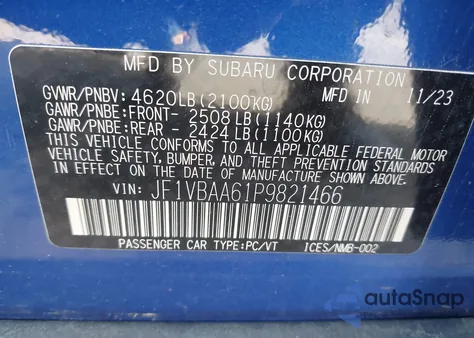 MFD BY SUBARU CORPORATION
MFD IN 11/23
GVWR/PNBV: 4620LB(2100KG)
GAWR/PNBE:FRONT- 2508LB(1140KG)
GAWR/PNBE:REAR - 2424LB(1100KG)
THIS VEHICLE CONFORMS TO ALL APPLICABLE FEDERAL MOTOR
VEHICLE SAFETY, BUMPER, AND THEFT PREVENTION STANDARDS
IN EFFECT ON THE DATE OF MANUFACTURE SHOWN ABOVE.
VIN: JF1VBAA61P9821466
PASSENGER CAR TYPE:PC/VT ICES/NMB-002
autoSnap